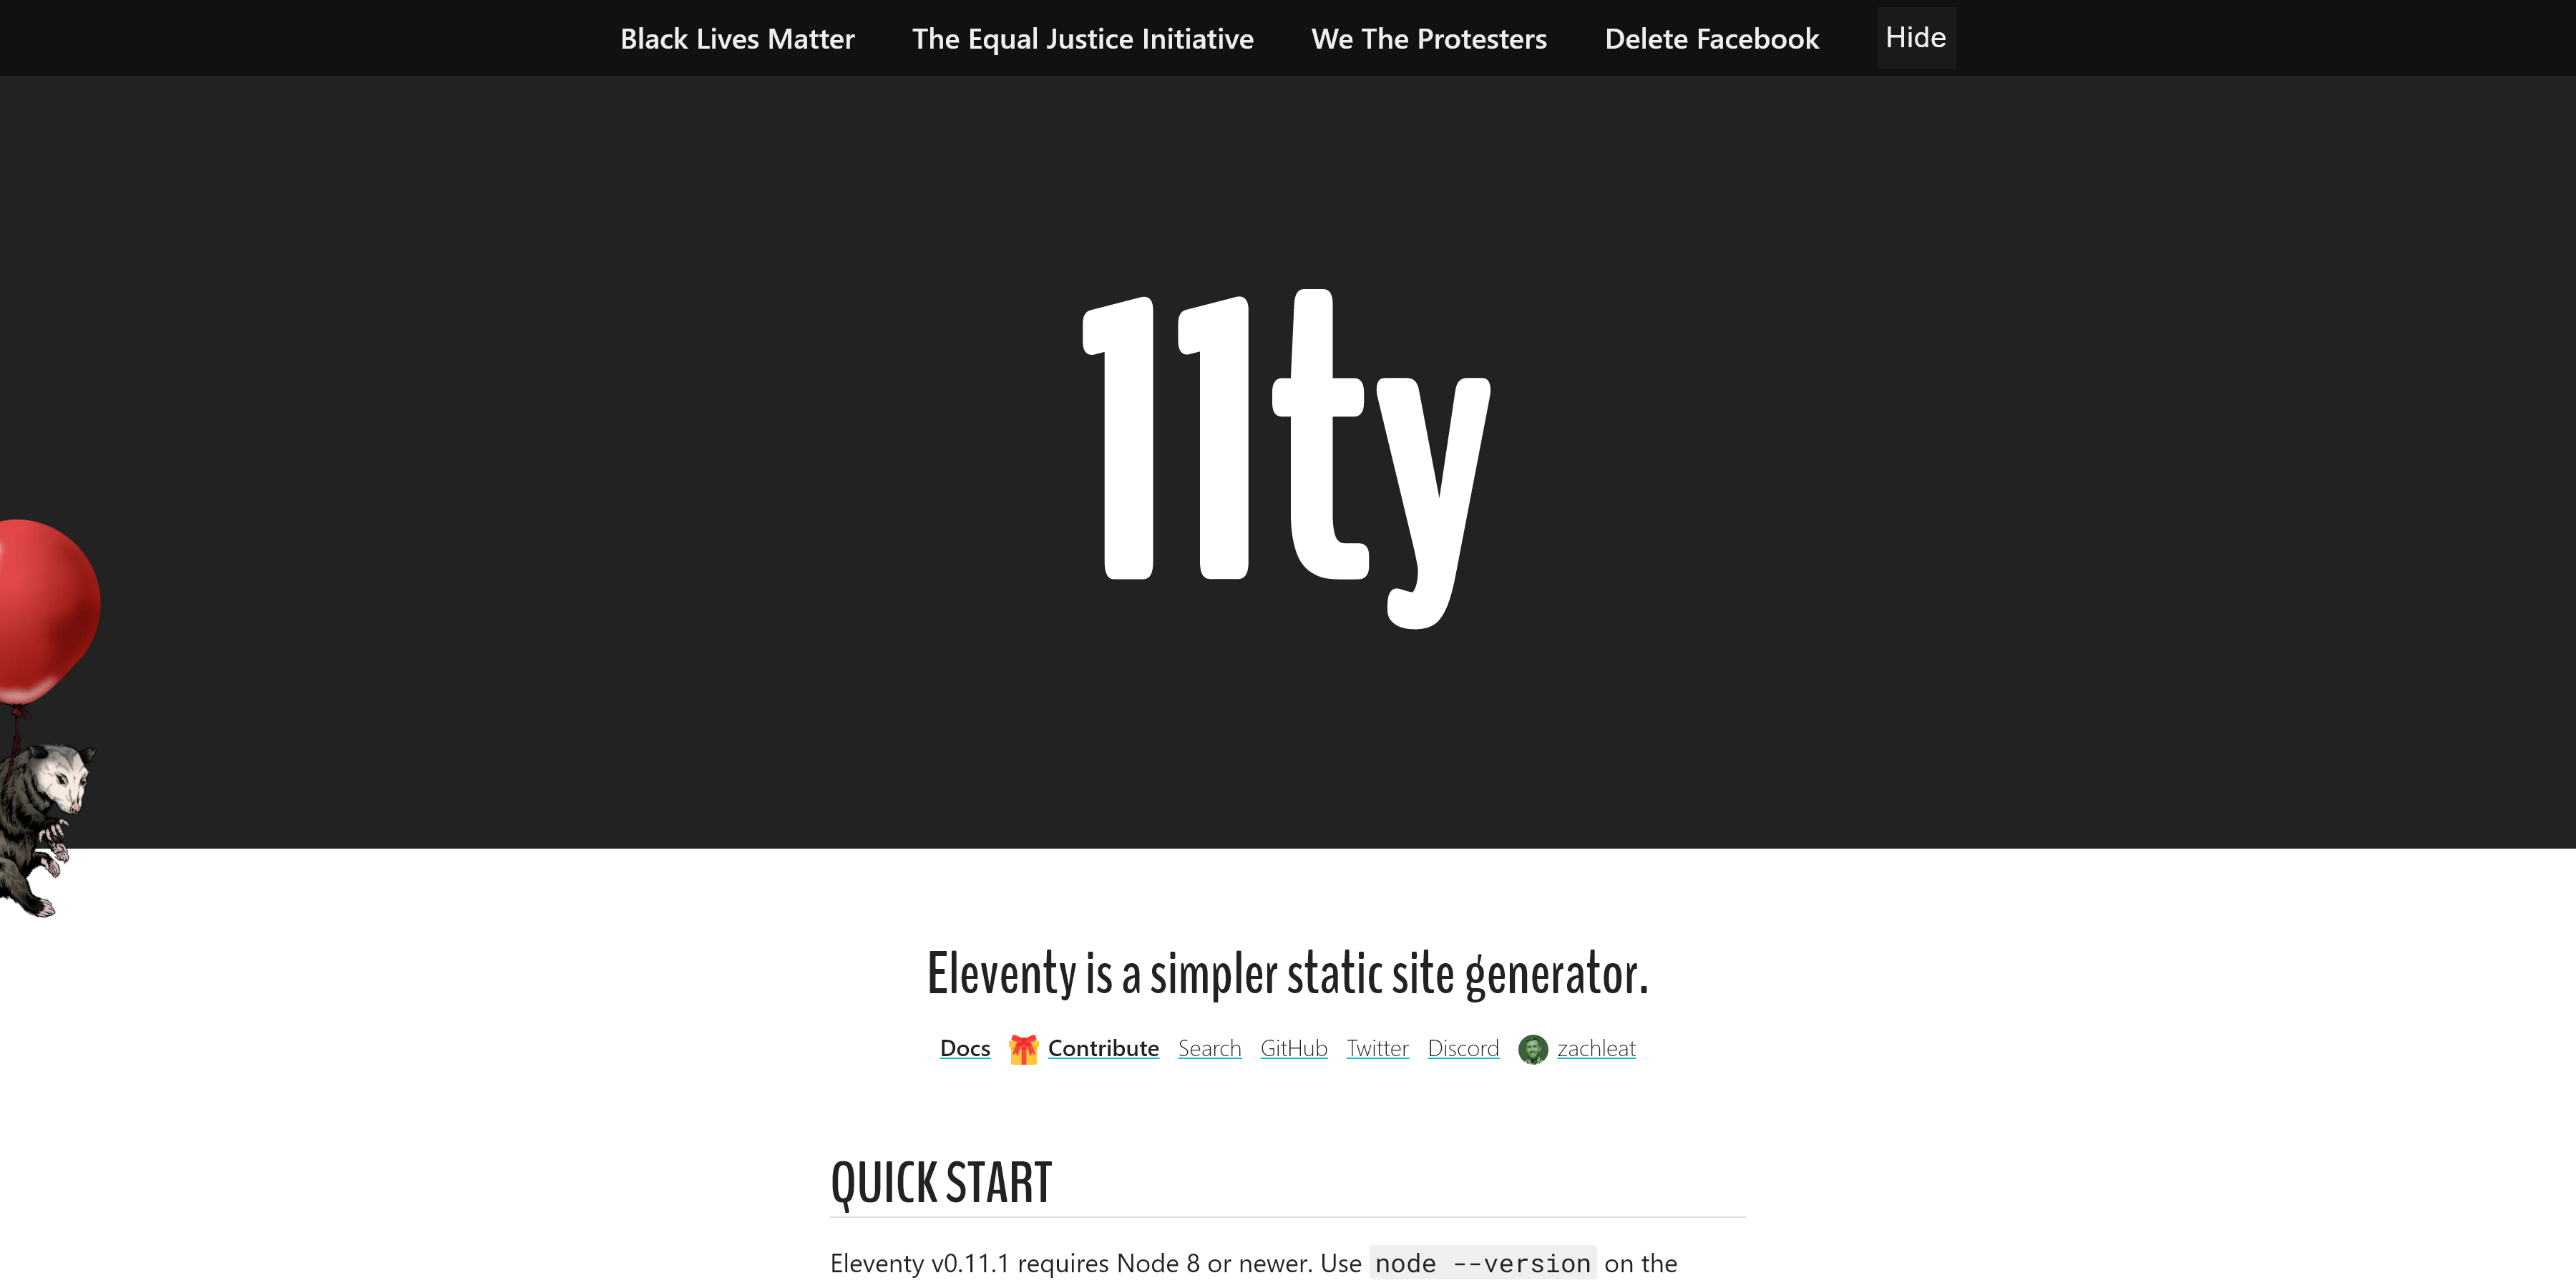 Black Lives Matter The Equal Justice Initiative We The Protesters Delete Facebook Hide
11ty
Eleventy is a simpler static site generator.
Docs Contribute Search GitHub Twitter Discord zachleat
QUICK START
Eleventy v0.11.1 requires Node 8 or newer. Use node --version on the